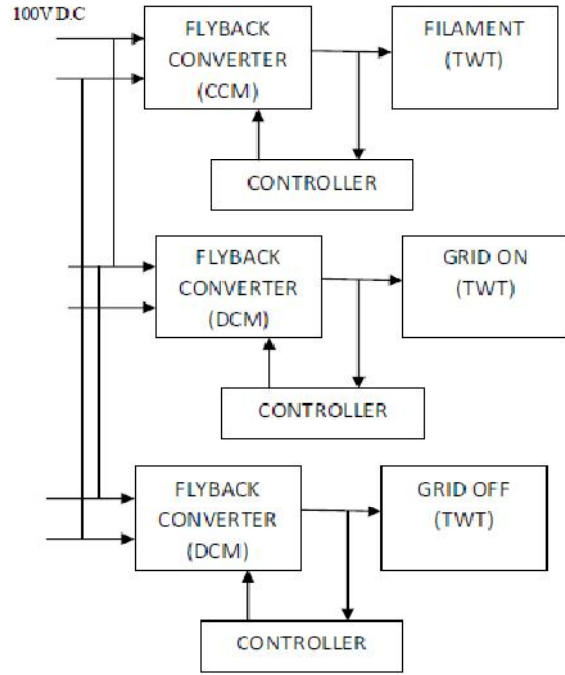 100V D.C
FLYBACK
CONVERTER
(CCM)
FILAMENT
(TWT)
CONTROLLER
FLYBACK
CONVERTER
(DCM)
GRID ON
(TWT)
CONTROLLER
FLYBACK
CONVERTER
(DCM)
GRID OFF
(TWT)
CONTROLLER